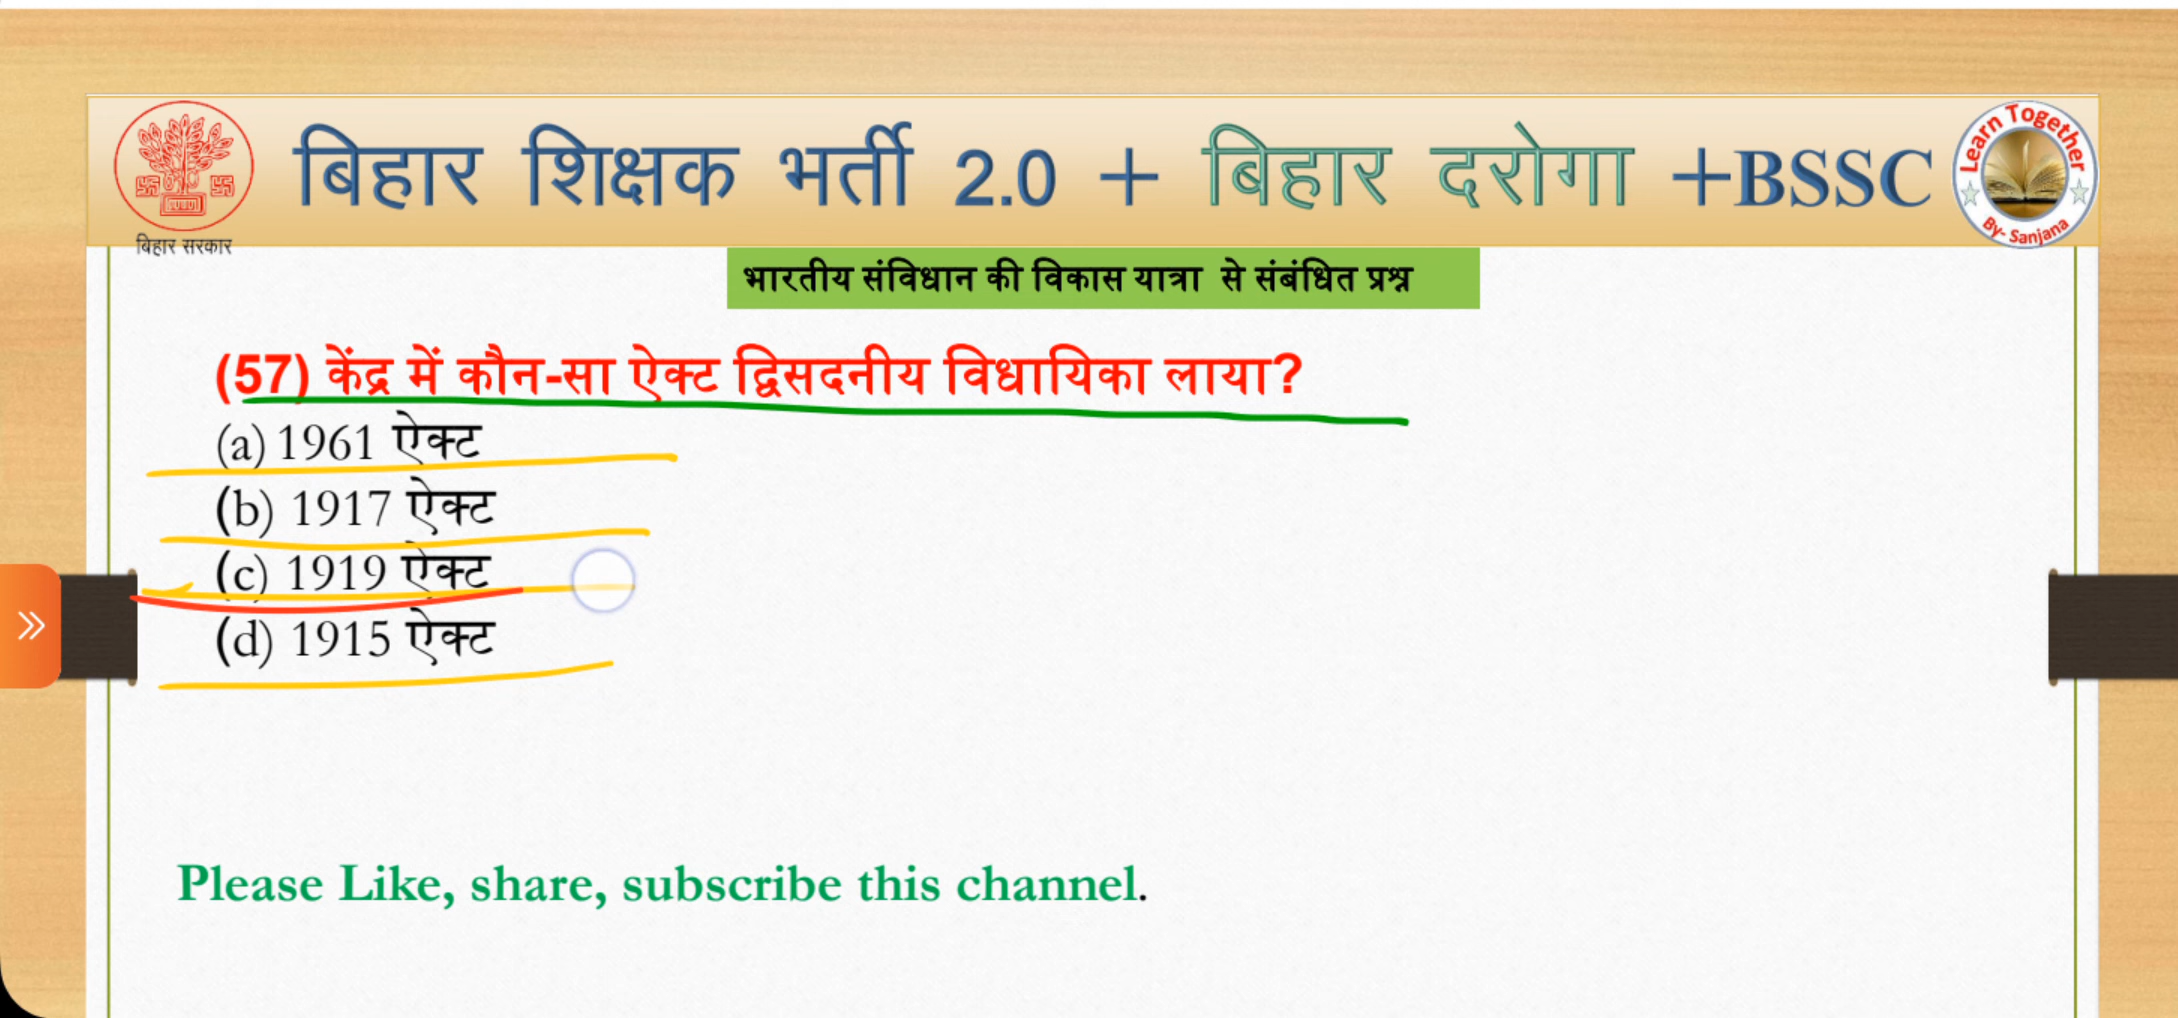 बिहार शिक्षक भर्ती 2.0 + बिहार दरोगा +BSSC
Learn Together
By- Sanjana
बिहार सरकार
भारतीय संविधान की विकास यात्रा से संबंधित प्रश्न
(57) केंद्र में कौन-सा ऐक्ट द्विसदनीय विधायिका लाया?
(a) 1961 ऐक्ट
(b) 1917 ऐक्ट
(c) 1919 ऐक्ट
(d) 1915 ऐक्ट
Please Like, share, subscribe this channel.